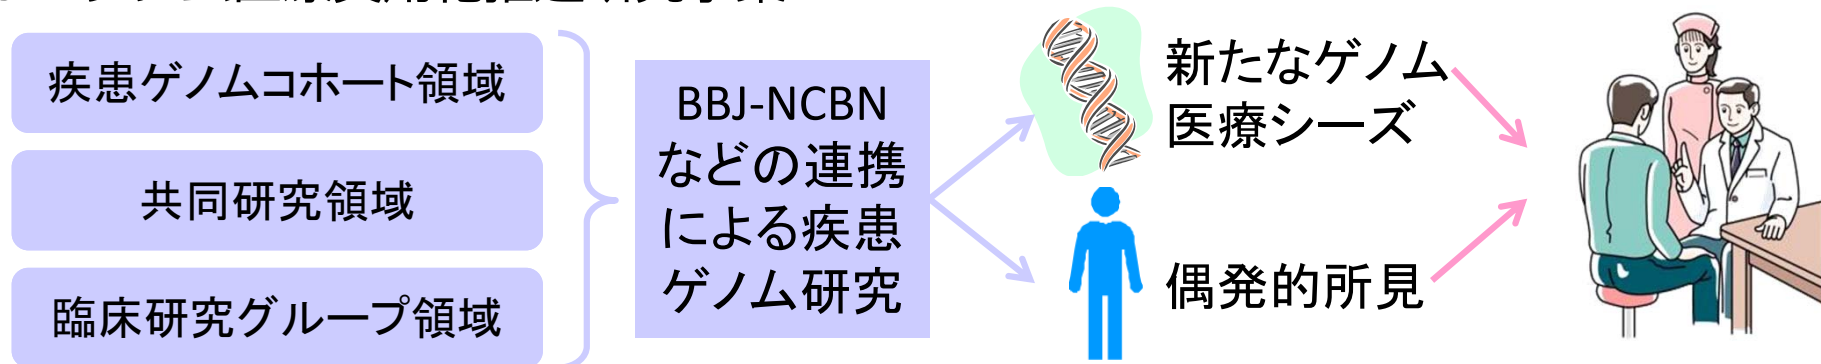 疾患ゲノムコホート領域
共同研究領域
臨床研究グループ領域
BBJ-NCBN
などの連携
による疾患
ゲノム研究
新たなゲノム
医療シーズ
偶発的所見